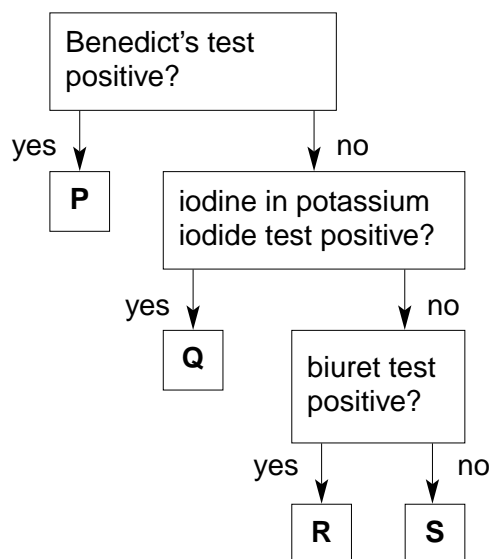 Benedict’s test
positive?
yes
no
P
iodine in potassium
iodide test positive?
yes
no
Q
biuret test
positive?
yes
no
R
S